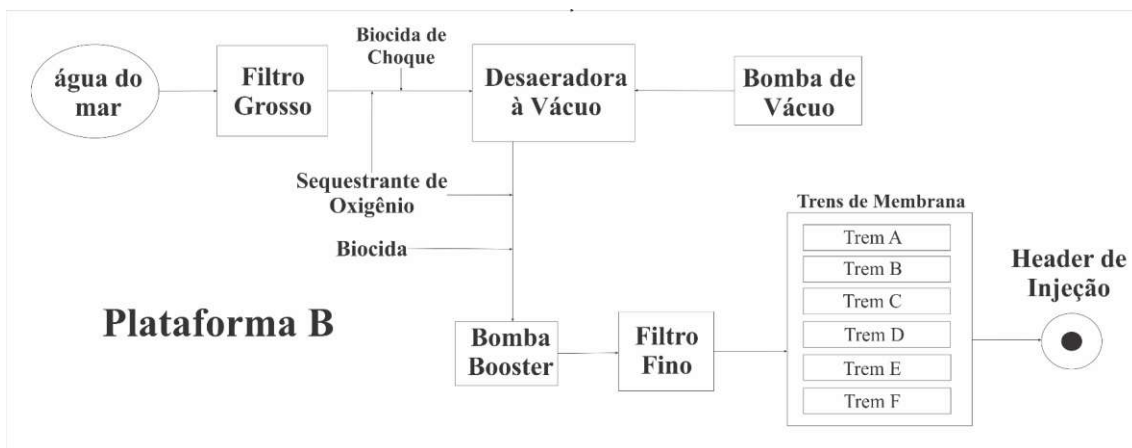 Biocida de
Choque
água do
mar
Filtro
Grosso
Desaeradora
à Vácuo
Bomba de
Vácuo
Sequestrante de
Oxigênio
Biocida
Trens de Membrana
Trem A
Trem B
Trem C
Trem D
Trem E
Trem F
Header de
Injeção
Plataforma B
Bomba
Booster
Filtro
Fino